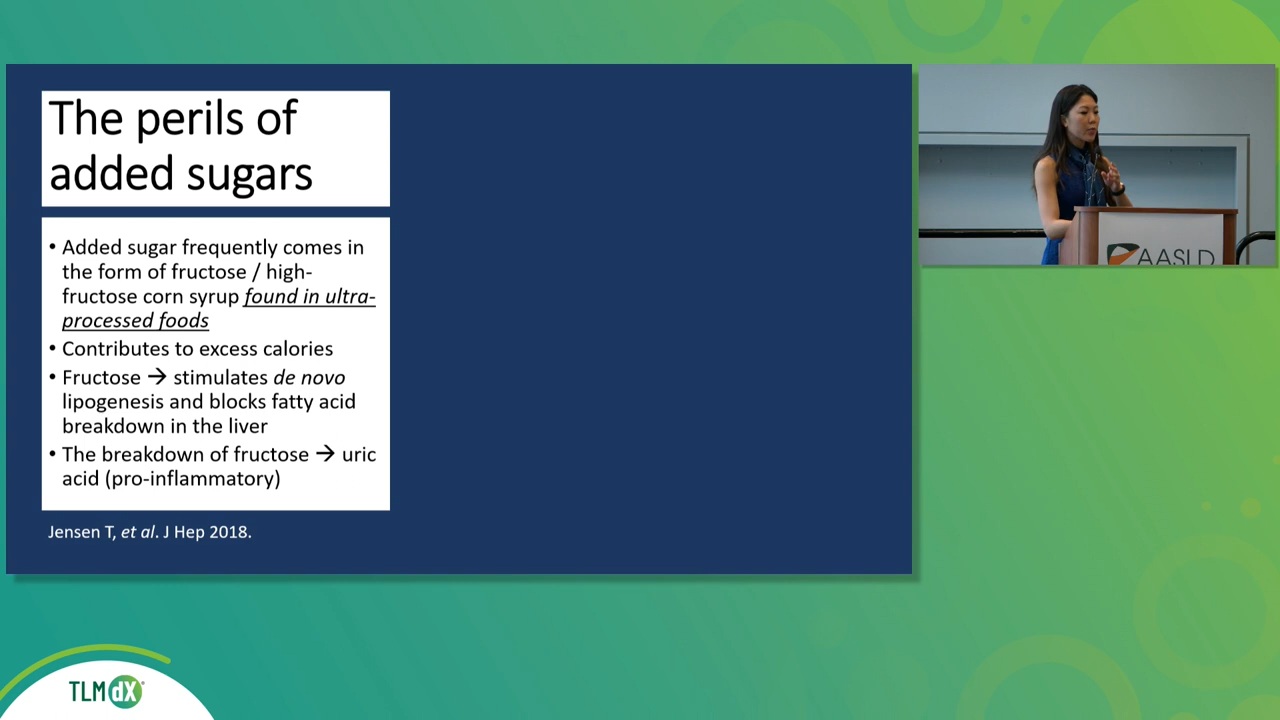 The perils of
added sugars
• Added sugar frequently comes in
the form of fructose / high-
fructose corn syrup found in ultra-
processed foods
• Contributes to excess calories
• Fructose → stimulates de novo
lipogenesis and blocks fatty acid
breakdown in the liver
• The breakdown of fructose → uric
acid (pro-inflammatory)
Jensen T, et al. J Hep 2018.
AASLD
TLMdX